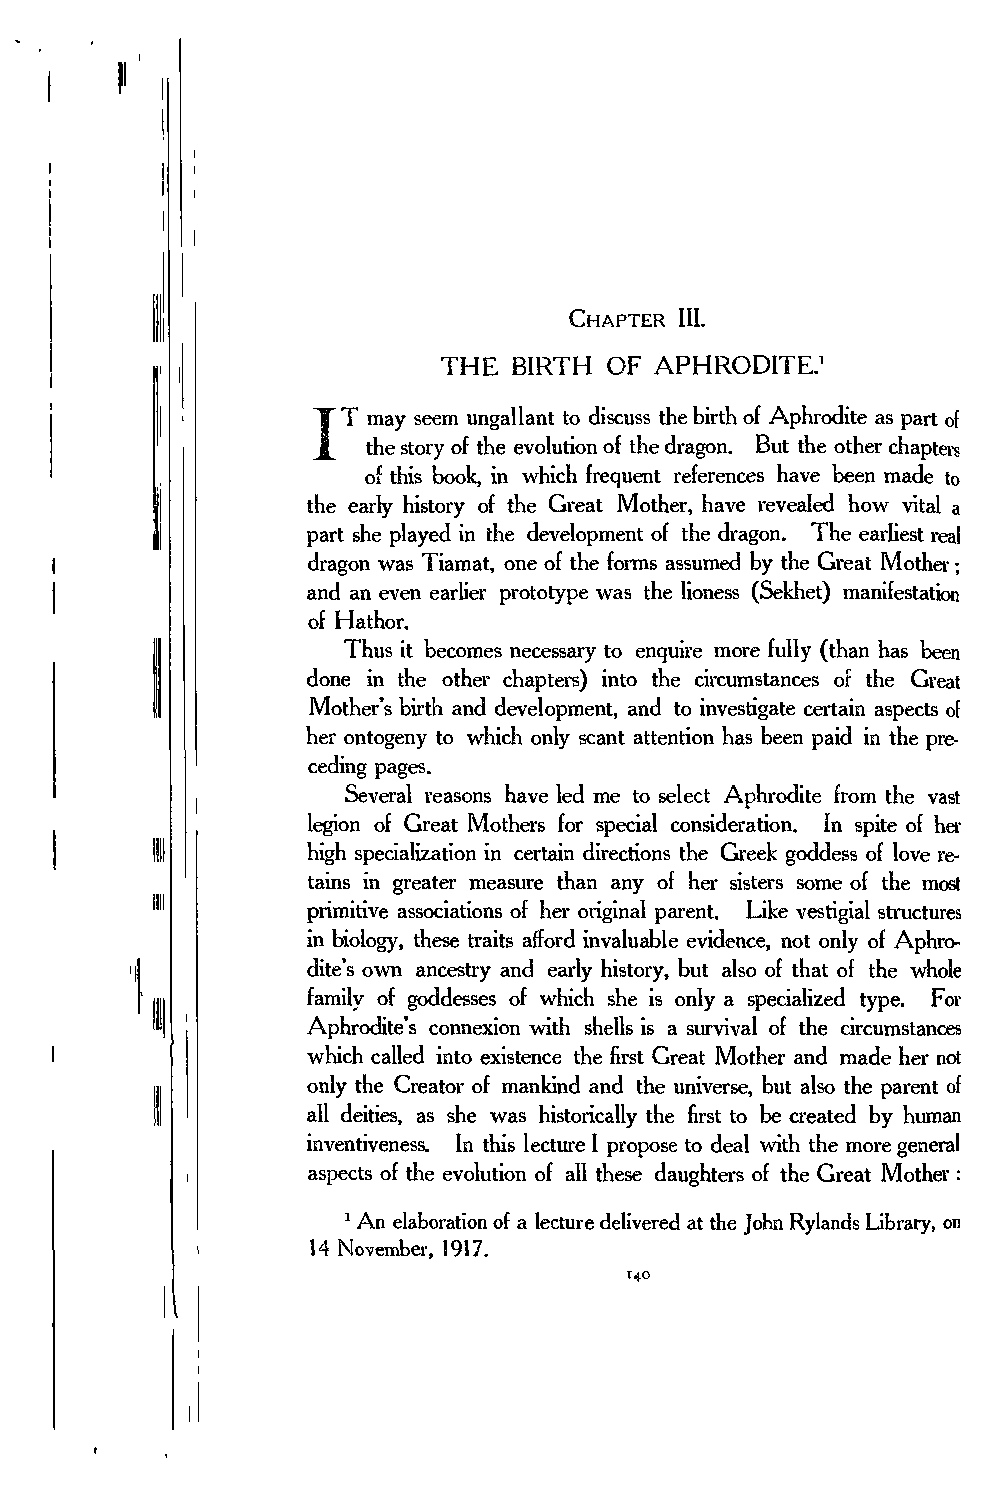 CHAPTER III.
THE BIRTH OF APHRODITE.¹
IT may seem ungallant to discuss the birth of Aphrodite as part of
the story of the evolution of the dragon. But the other chapters
of this book, in which frequent references have been made to
the early history of the Great Mother, have revealed how vital a
part she played in the development of the dragon. The earliest real
dragon was Tiamat, one of the forms assumed by the Great Mother ;
and an even earlier prototype was the lioness (Sekhet) manifestation
of Hathor.
Thus it becomes necessary to enquire more fully (than has been
done in the other chapters) into the circumstances of the Great
Mother's birth and development, and to investigate certain aspects of
her ontogeny to which only scant attention has been paid in the pre-
ceding pages.
Several reasons have led me to select Aphrodite from the vast
legion of Great Mothers for special consideration. In spite of her
high specialization in certain directions the Greek goddess of love re-
tains in greater measure than any of her sisters some of the most
primitive associations of her original parent. Like vestigial structures
in biology, these traits afford invaluable evidence, not only of Aphro-
dite's own ancestry and early history, but also of that of the whole
family of goddesses of which she is only a specialized type. For
Aphrodite's connexion with shells is a survival of the circumstances
which called into existence the first Great Mother and made her not
only the Creator of mankind and the universe, but also the parent of
all deities, as she was historically the first to be created by human
inventiveness. In this lecture I propose to deal with the more general
aspects of the evolution of all these daughters of the Great Mother :
¹ An elaboration of a lecture delivered at the John Rylands Library, on
14 November, 1917.
140